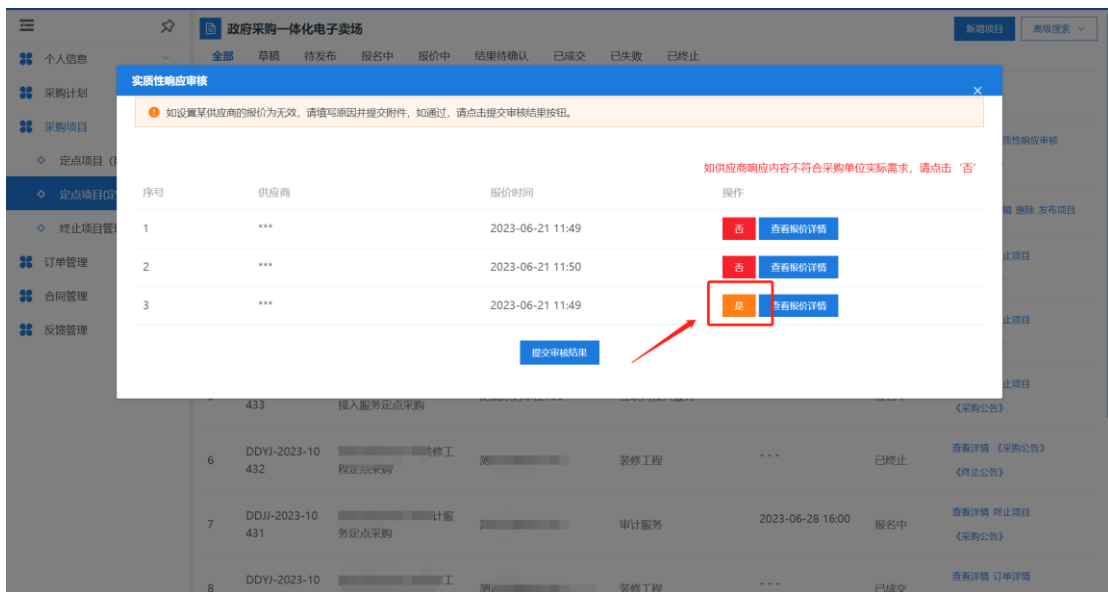 政府采购一体化电子卖场
新增项目
高级搜索
个人信息
采购计划
采购项目
定点项目 (
定点项目(定
终止项目管
订单管理
合同管理
反馈管理
全部 草稿 待发布 报名中 报价中 结果待确认 已成交 已失败 已终止
实质性响应审核
如设置某供应商的报价为无效,请填写原因并提交附件,如通过,请点击提交审核结果按钮。
如供应商响应内容不符合采购单位实际需求,请点击 '否'
序号 供应商 报价时间 操作
1 *** 2023-06-21 11:49 否 查看报价详情
2 *** 2023-06-21 11:50 否 查看报价详情
3 *** 2023-06-21 11:49 是 查看报价详情
提交审核结果
质性响应审核
删除 发布项目
止项目
止项目
止项目
433 接入服务定点采购 《采购公告》
6 DDYJ-2023-10 修工 装修工程 - - - 已终止 查看详情 《采购公告》
432 程定点采购 《终止公告》
7 DDJJ-2023-10 计服 审计服务 2023-06-28 16:00 报名中 查看详情 终止项目
431 务定点采购 《采购公告》
8 DDYJ-2023-10 工 装修工程 - - - 已成交 查看详情 订单详情